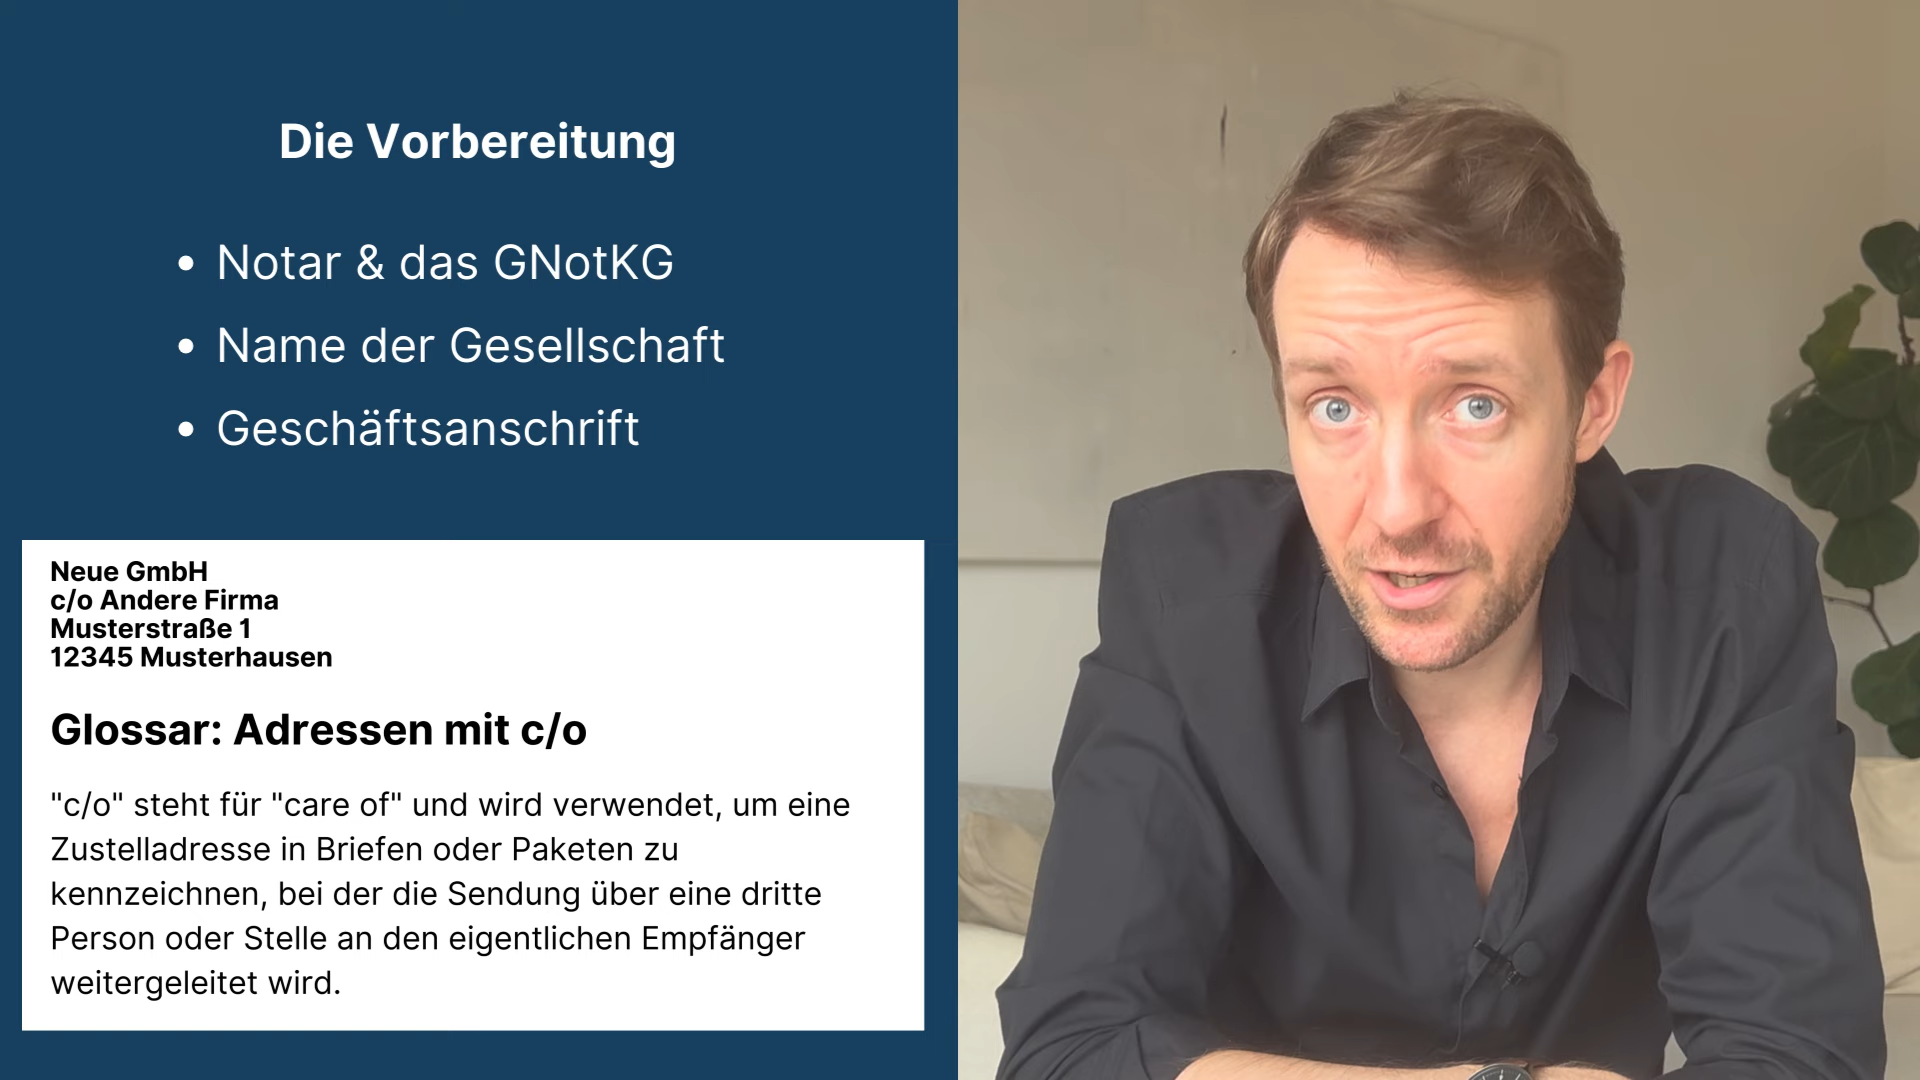 Die Vorbereitung
• Notar & das GNotKG
• Name der Gesellschaft
• Geschäftsanschrift
Neue GmbH
c/o Andere Firma
Musterstraße 1
12345 Musterhausen
Glossar: Adressen mit c/o
"c/o" steht für "care of" und wird verwendet, um eine
Zustelladresse in Briefen oder Paketen zu
kennzeichnen, bei der die Sendung über eine dritte
Person oder Stelle an den eigentlichen Empfänger
weitergeleitet wird.